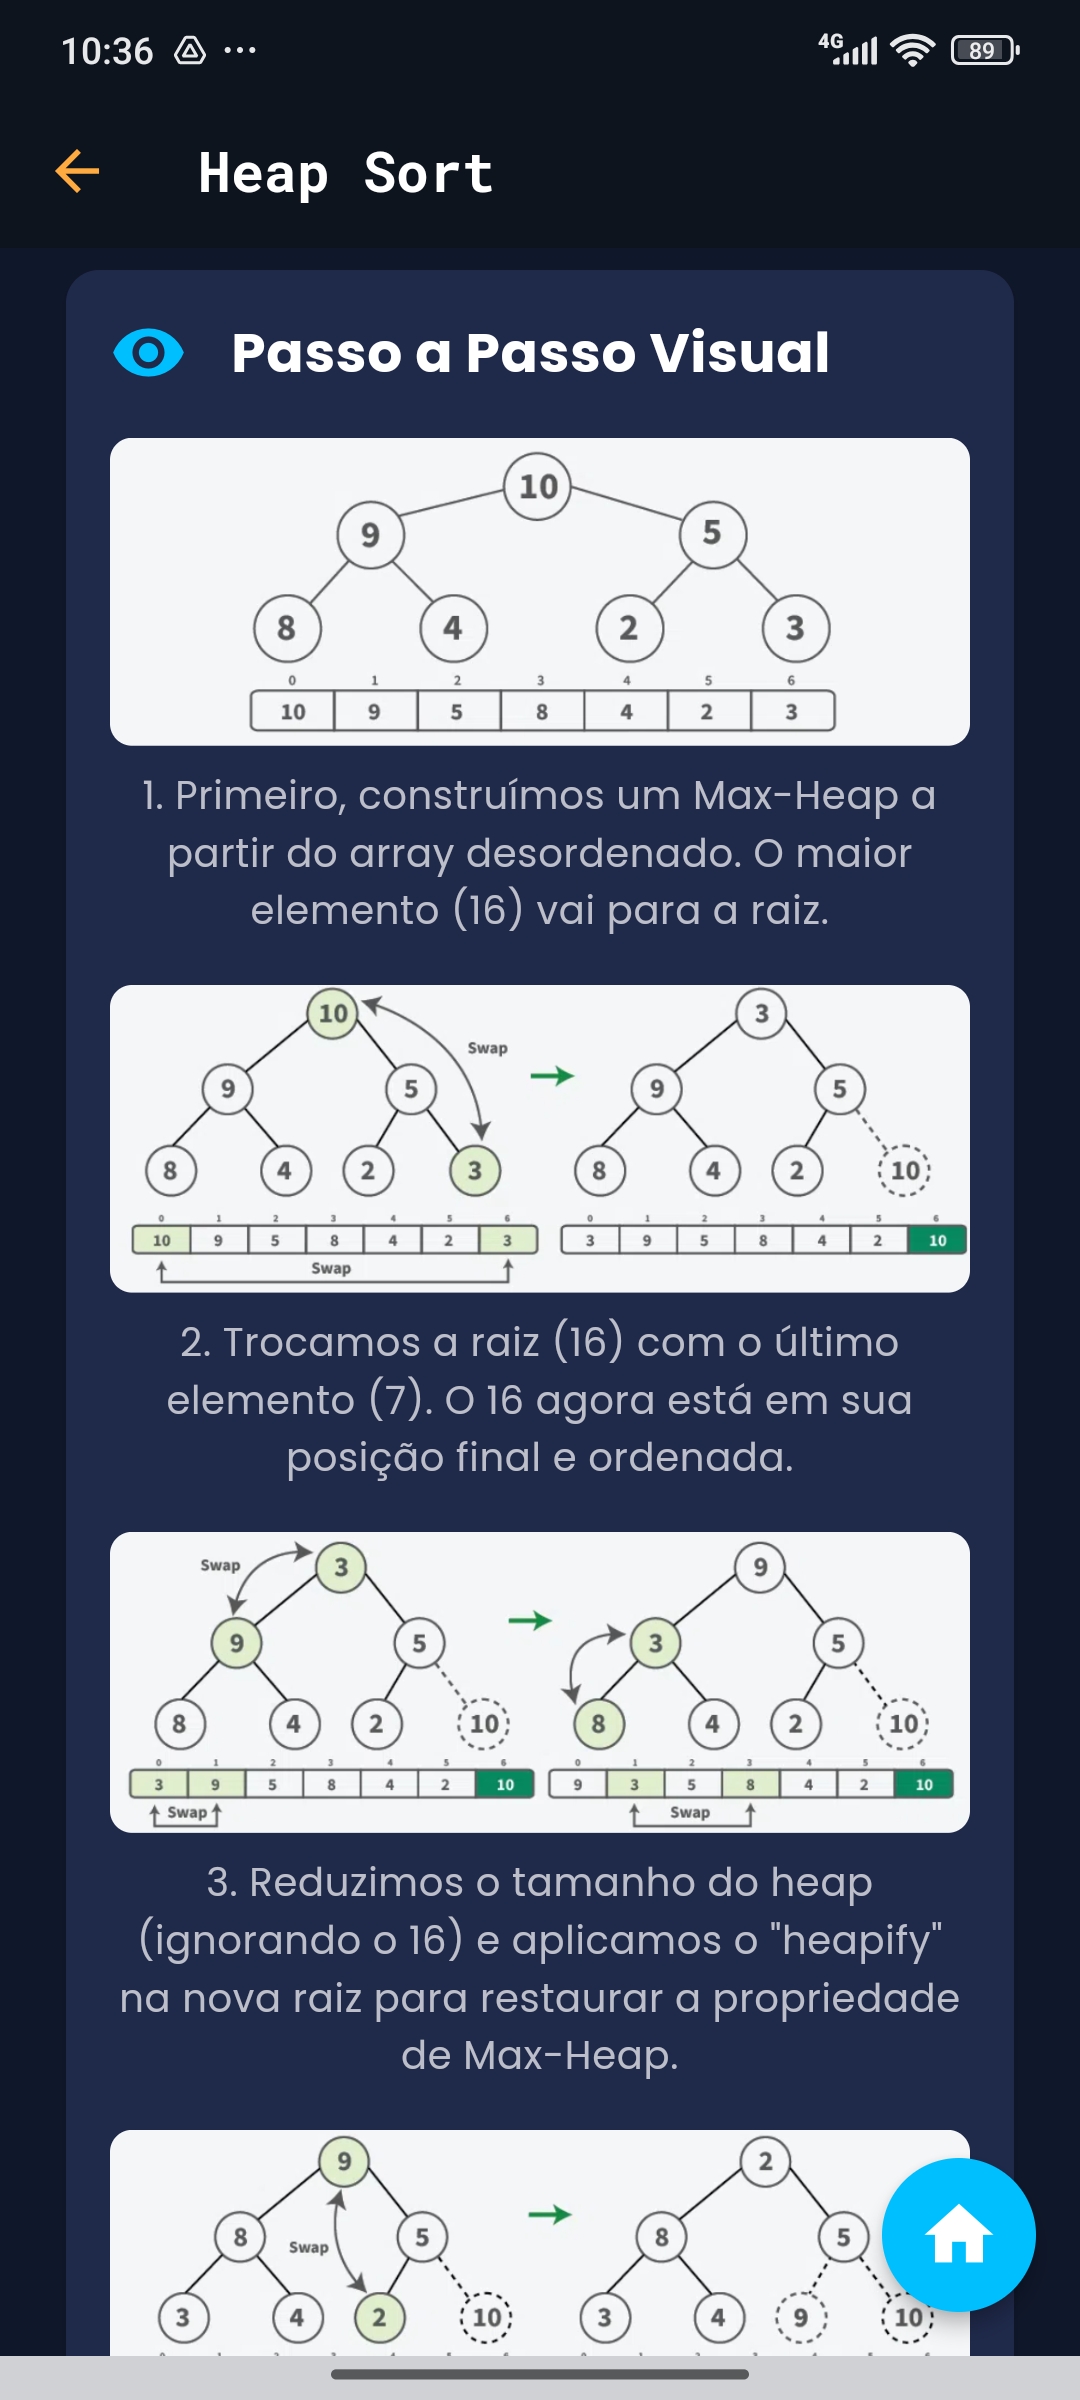 10:36
4G
89
Heap Sort
Passo a Passo Visual
10
9 5
8 4 2 3
0 1 2 3 4 5 6
10 9 5 8 4 2 3
1. Primeiro, construímos um Max-Heap a
partir do array desordenado. O maior
elemento (16) vai para a raiz.
10 3
Swap
9 5 9 5
8 4 2 3 8 4 2 10
0 1 2 3 4 5 6 0 1 2 3 4 5 6
10 9 5 8 4 2 3 3 9 5 8 4 2 10
Swap
2. Trocamos a raiz (16) com o último
elemento (7). O 16 agora está em sua
posição final e ordenada.
Swap 3 9
9 5 3 5
8 4 2 10 8 4 2 10
0 1 2 3 4 5 6 0 1 2 3 4 5 6
3 9 5 8 4 2 10 9 3 5 8 4 2 10
Swap Swap
3. Reduzimos o tamanho do heap
(ignorando o 16) e aplicamos o "heapify"
na nova raiz para restaurar a propriedade
de Max-Heap.
9 2
8 5 8 5
Swap
3 4 2 10 3 4 9 10